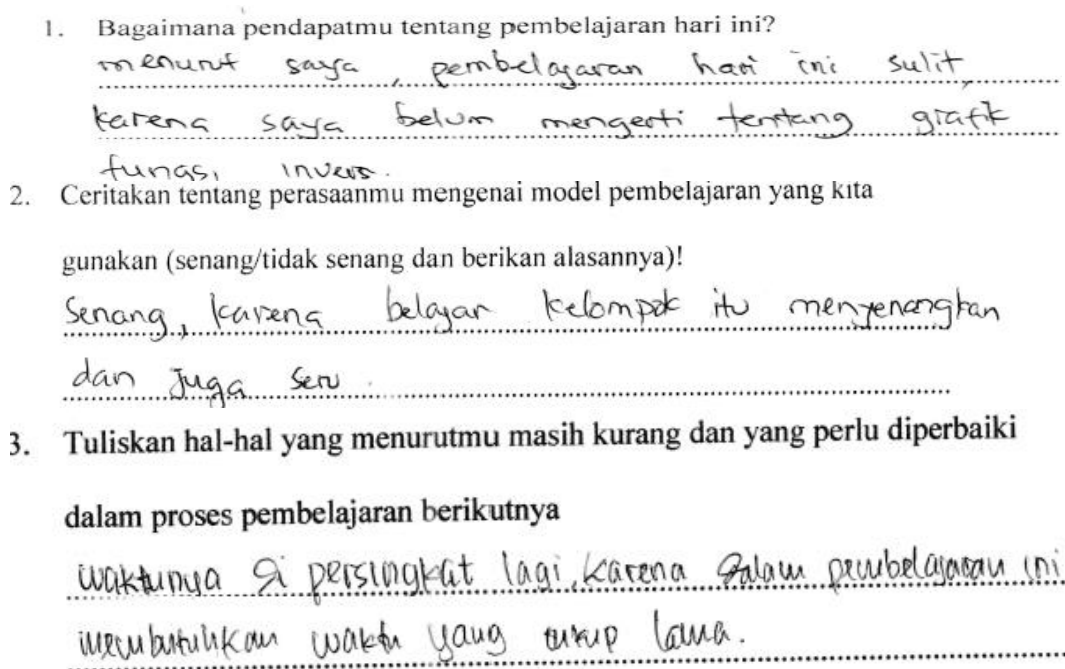 1. Bagaimana pendapatmu tentang pembelajaran hari ini?
menurut saya, pembelajaran hari ini sulit,
karena saya belum mengerti tentang grafik
fungsi invers.
2. Ceritakan tentang perasaanmu mengenai model pembelajaran yang kita
gunakan (senang/tidak senang dan berikan alasannya)!
Senang, karena belajar kelompok itu menyenangkan
dan juga seru.
3. Tuliskan hal-hal yang menurutmu masih kurang dan yang perlu diperbaiki
dalam proses pembelajaran berikutnya
waktunya di persingkat lagi, karena dalam pembelajaran ini
membutuhkan waktu yang cukup lama.